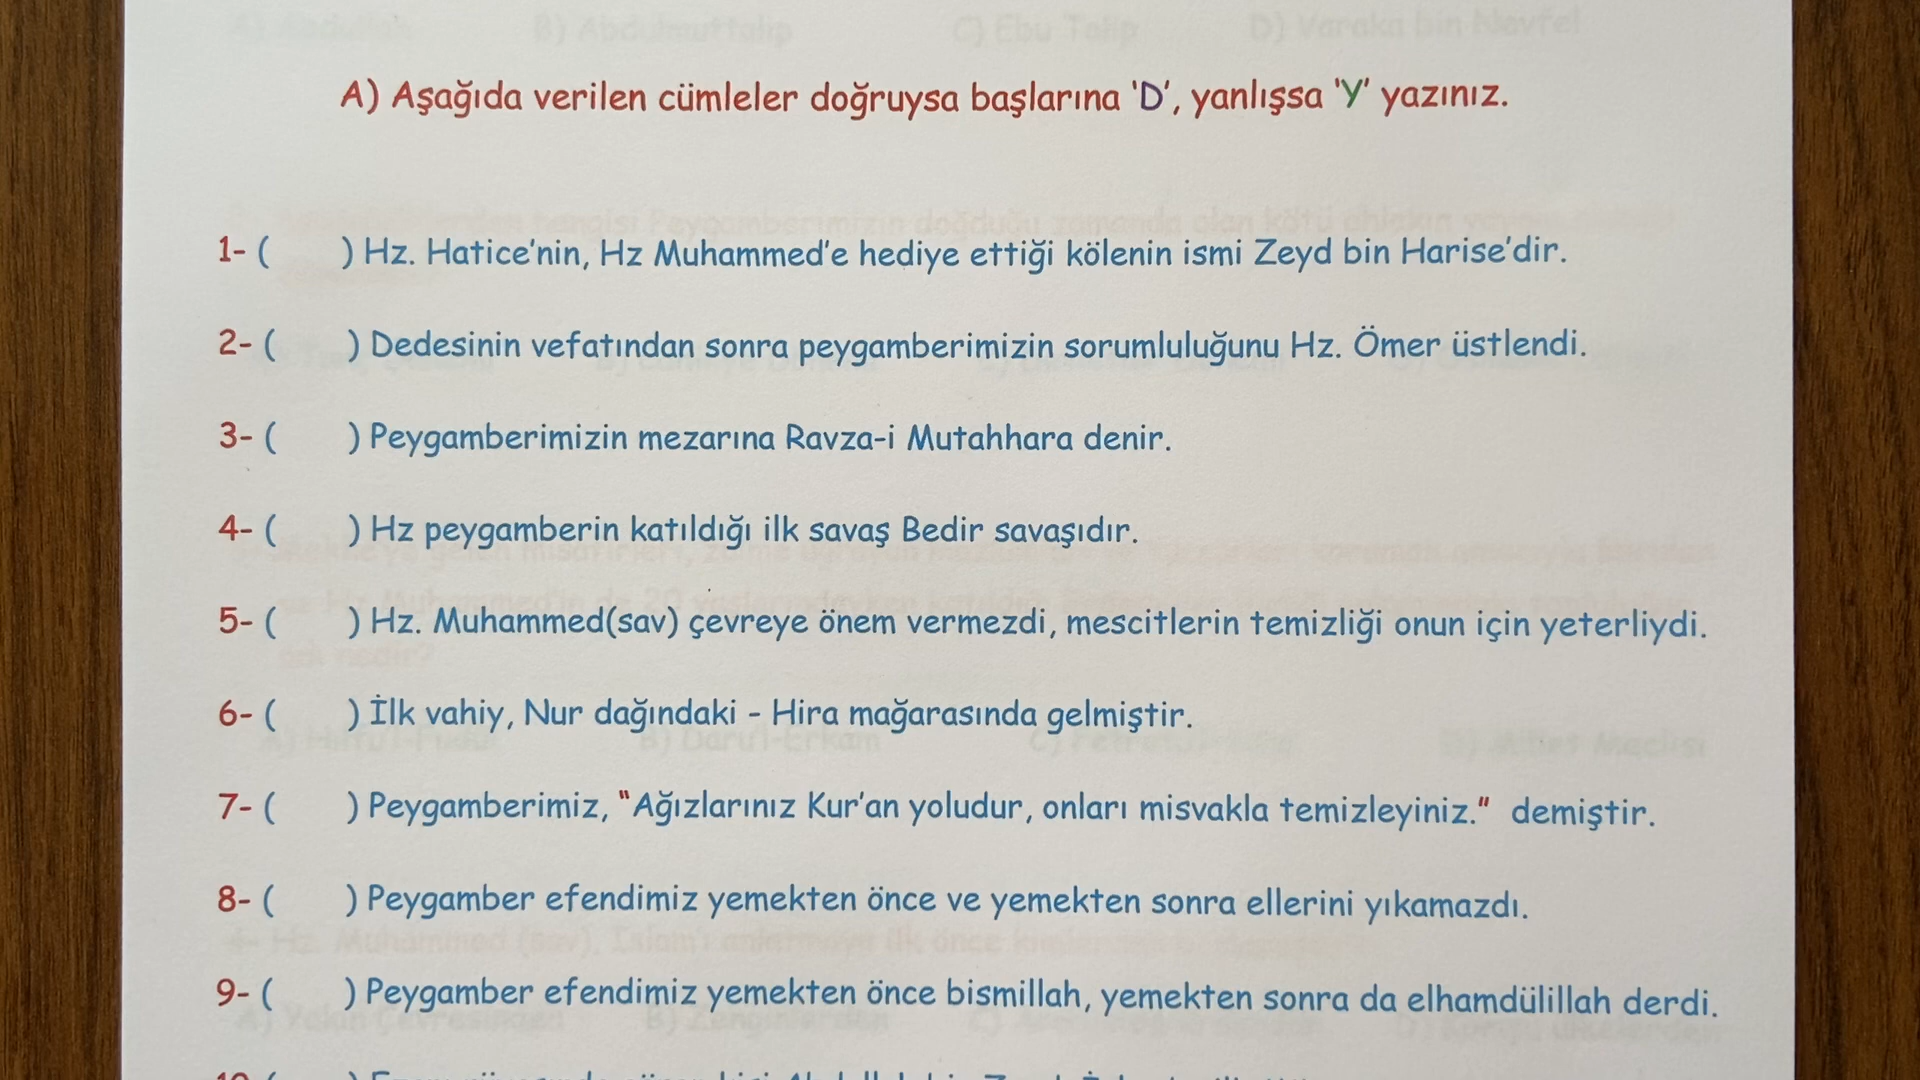 A) Aşağıda verilen cümleler doğruysa başlarına 'D', yanlışsa 'Y' yazınız.
1- ( ) Hz. Hatice'nin, Hz Muhammed'e hediye ettiği kölenin ismi Zeyd bin Harise'dir.
2- ( ) Dedesinin vefatından sonra peygamberimizin sorumluluğunu Hz. Ömer üstlendi.
3- ( ) Peygamberimizin mezarına Ravza-i Mutahhara denir.
4- ( ) Hz peygamberin katıldığı ilk savaş Bedir savaşıdır.
5- ( ) Hz. Muhammed(sav) çevreye önem vermezdi, mescitlerin temizliği onun için yeterliydi.
6- ( ) İlk vahiy, Nur dağındaki - Hira mağarasında gelmiştir.
7- ( ) Peygamberimiz, "Ağızlarınız Kur'an yoludur, onları misvakla temizleyiniz." demiştir.
8- ( ) Peygamber efendimiz yemekten önce ve yemekten sonra ellerini yıkamazdı.
9- ( ) Peygamber efendimiz yemekten önce bismillah, yemekten sonra da elhamdülillah derdi.